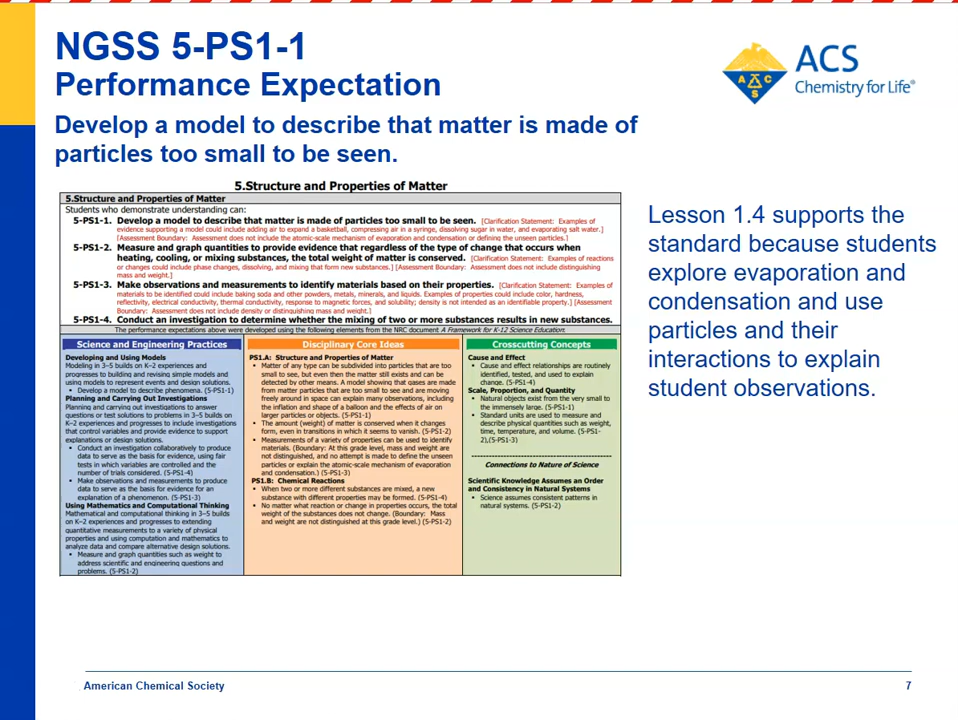 NGSS 5-PS1-1
Performance Expectation
ACS
Chemistry for Life®
A C S
Develop a model to describe that matter is made of
particles too small to be seen.
5.Structure and Properties of Matter
5.Structure and Properties of Matter
Students who demonstrate understanding can:
5-PS1-1. Develop a model to describe that matter is made of particles too small to be seen. [Clarification Statement: Examples of
evidence supporting a model could include adding air to expand a basketball, compressing air in a syringe, dissolving sugar in water, and evaporating salt water.]
[Assessment Boundary: Assessment does not include the atomic-scale mechanism of evaporation and condensation or defining the unseen particles.]
5-PS1-2. Measure and graph quantities to provide evidence that regardless of the type of change that occurs when
heating, cooling, or mixing substances, the total weight of matter is conserved. [Clarification Statement: Examples of reactions
or changes could include phase changes, dissolving, and mixing that form new substances.] [Assessment Boundary: Assessment does not include distinguishing
mass and weight.]
5-PS1-3. Make observations and measurements to identify materials based on their properties. [Clarification Statement: Examples of
materials to be identified could include baking soda and other powders, metals, minerals, and liquids. Examples of properties could include color, hardness,
reflectivity, electrical conductivity, thermal conductivity, response to magnetic forces, and solubility; density is not intended as an identifiable property.] [Assessment
Boundary: Assessment does not include density or distinguishing mass and weight.]
5-PS1-4. Conduct an investigation to determine whether the mixing of two or more substances results in new substances.
The performance expectations above were developed using the following elements from the NRC document A Framework for K-12 Science Education.
Science and Engineering Practices
Developing and Using Models
Modeling in 3–5 builds on K–2 experiences and
progresses to building and revising simple models and
using models to represent events and design solutions.
▪ Develop a model to describe phenomena. (5-PS1-1)
Planning and Carrying Out Investigations
Planning and carrying out investigations to answer
questions or test solutions to problems in 3–5 builds on
K–2 experiences and progresses to include investigations
that control variables and provide evidence to support
explanations or design solutions.
▪ Conduct an investigation collaboratively to produce
data to serve as the basis for evidence, using fair
tests in which variables are controlled and the
number of trials considered. (5-PS1-4)
▪ Make observations and measurements to produce
data to serve as the basis for evidence for an
explanation of a phenomenon. (5-PS1-3)
Using Mathematics and Computational Thinking
Mathematical and computational thinking in 3–5 builds
on K–2 experiences and progresses to extending
quantitative measurements to a variety of physical
properties and using computation and mathematics to
analyze data and compare alternative design solutions.
▪ Measure and graph quantities such as weight to
address scientific and engineering questions and
problems. (5-PS1-2)
Disciplinary Core Ideas
PS1.A: Structure and Properties of Matter
▪ Matter of any type can be subdivided into particles that are too
small to see, but even then the matter still exists and can be
detected by other means. A model showing that gases are made
from matter particles that are too small to see and are moving
freely around in space can explain many observations, including
the inflation and shape of a balloon and the effects of air on
larger particles or objects. (5-PS1-1)
▪ The amount (weight) of matter is conserved when it changes
form, even in transitions in which it seems to vanish. (5-PS1-2)
▪ Measurements of a variety of properties can be used to identify
materials. (Boundary: At this grade level, mass and weight are
not distinguished, and no attempt is made to define the unseen
particles or explain the atomic-scale mechanism of evaporation
and condensation.) (5-PS1-3)
PS1.B: Chemical Reactions
▪ When two or more different substances are mixed, a new
substance with different properties may be formed. (5-PS1-4)
▪ No matter what reaction or change in properties occurs, the total
weight of the substances does not change. (Boundary: Mass
and weight are not distinguished at this grade level.) (5-PS1-2)
Crosscutting Concepts
Cause and Effect
▪ Cause and effect relationships are routinely
identified, tested, and used to explain
change. (5-PS1-4)
Scale, Proportion, and Quantity
▪ Natural objects exist from the very small to
the immensely large. (5-PS1-1)
▪ Standard units are used to measure and
describe physical quantities such as weight,
time, temperature, and volume. (5-PS1-
2),(5-PS1-3)
Connections to Nature of Science
Scientific Knowledge Assumes an Order
and Consistency in Natural Systems
▪ Science assumes consistent patterns in
natural systems. (5-PS1-2)
Lesson 1.4 supports the
standard because students
explore evaporation and
condensation and use
particles and their
interactions to explain
student observations.
American Chemical Society
7